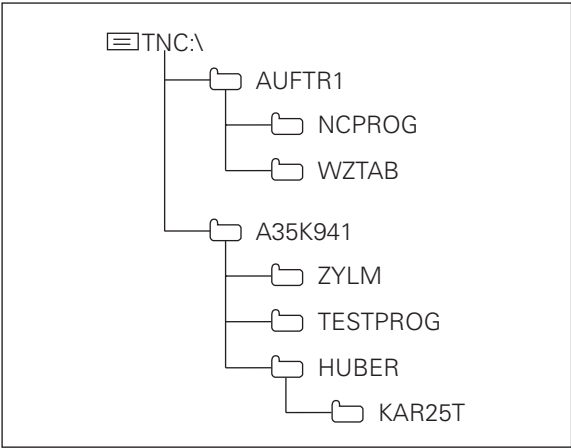 TNC:\
AUFTR1
NCPROG
WZTAB
A35K941
ZYLM
TESTPROG
HUBER
KAR25T